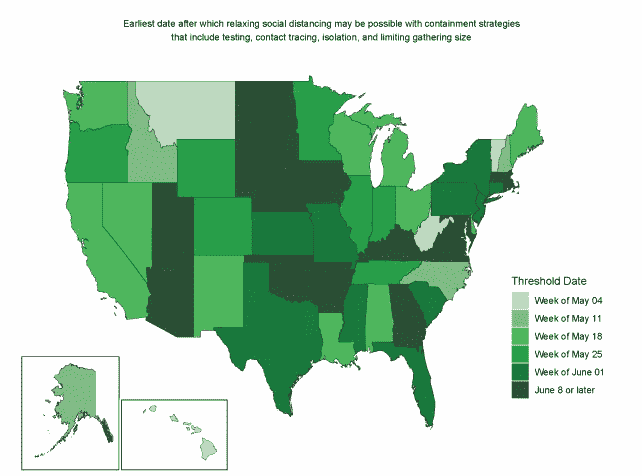 Earliest date after which relaxing social distancing may be possible with containment strategies
that include testing, contact tracing, isolation, and limiting gathering size
Threshold Date
Week of May 04
Week of May 11
Week of May 18
Week of May 25
Week of June 01
June 8 or later